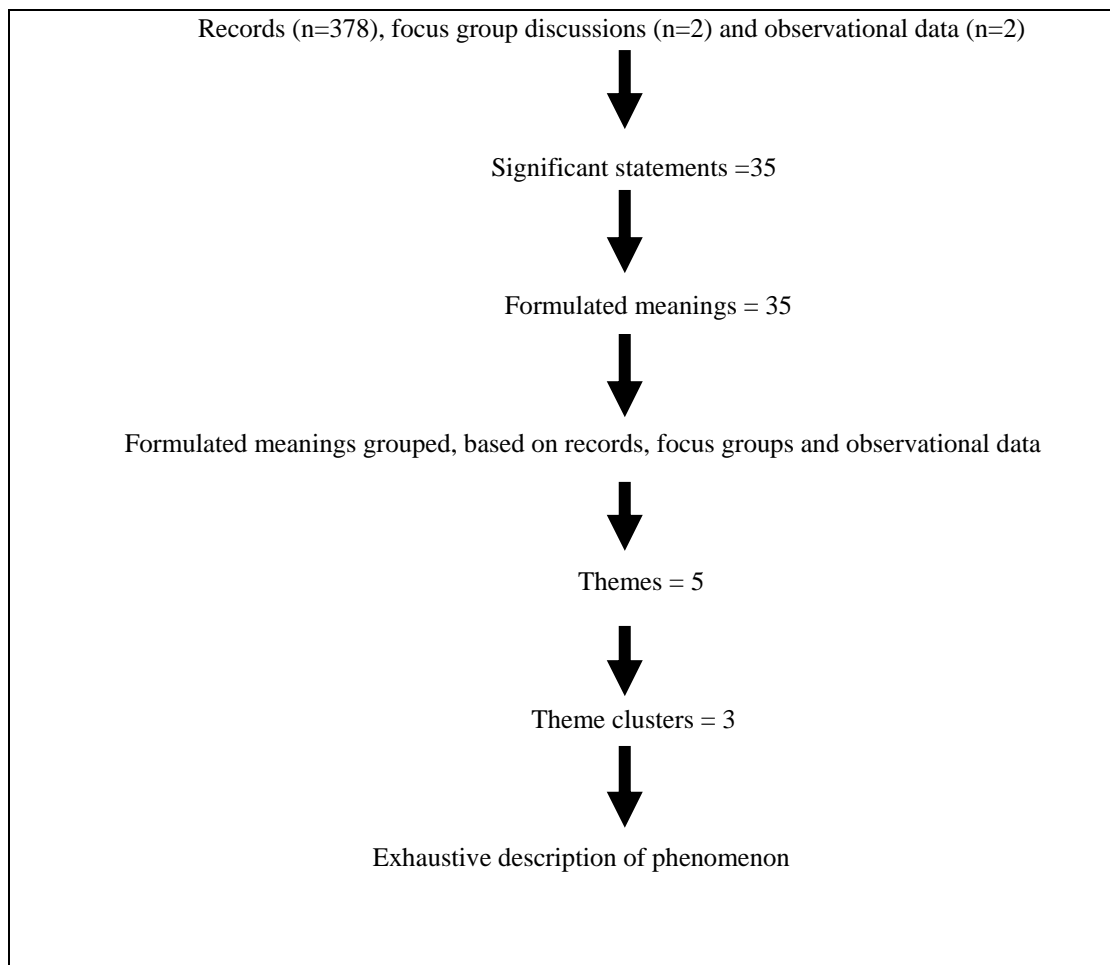 Records (n=378), focus group discussions (n=2) and observational data (n=2)
Significant statements =35
Formulated meanings = 35
Formulated meanings grouped, based on records, focus groups and observational data
Themes = 5
Theme clusters = 3
Exhaustive description of phenomenon